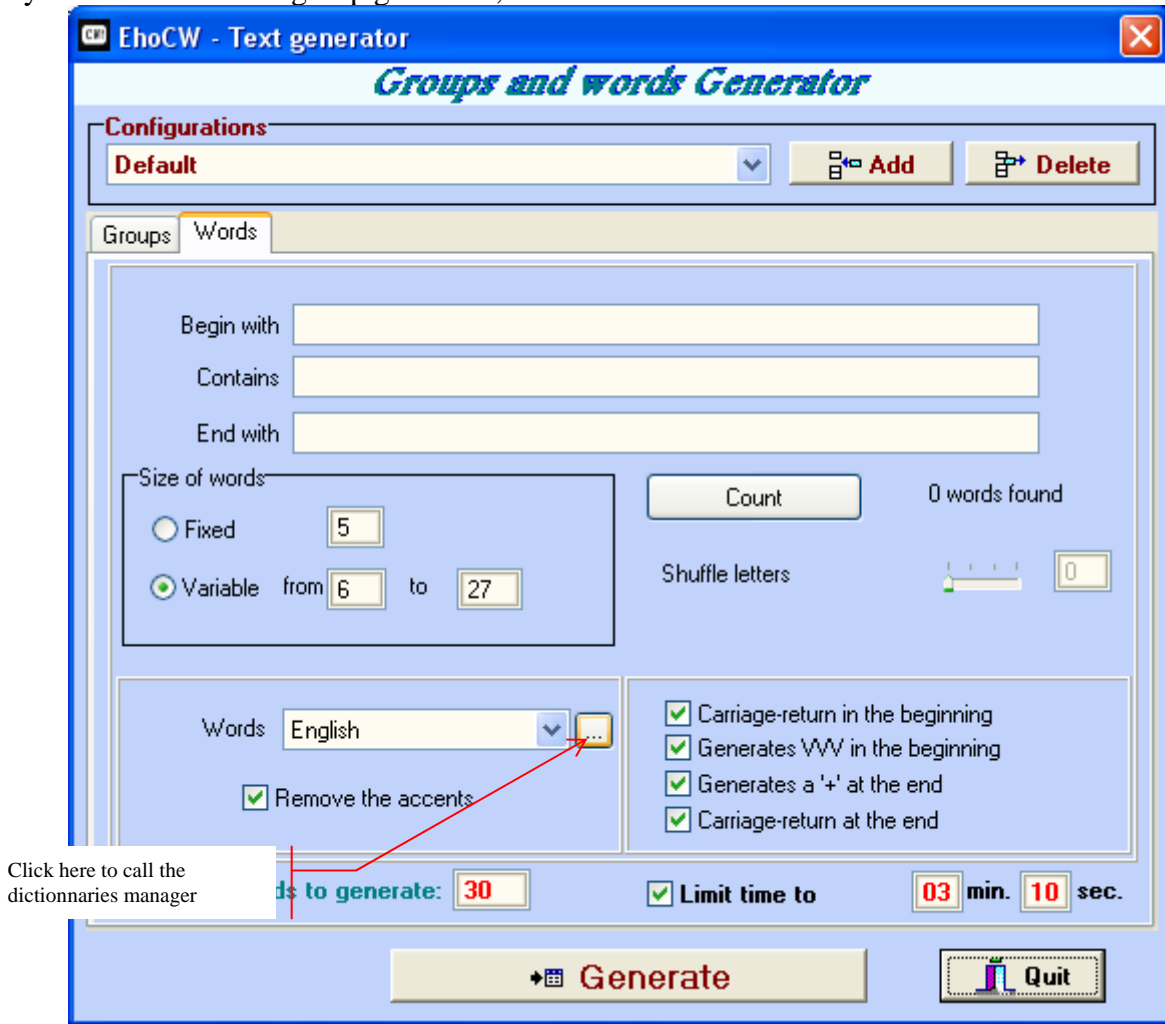 EhoCW - Text generator
Groups and words Generator
Configurations
Default
Add
Delete
Groups
Words
Begin with
Contains
End with
Size of words
Fixed 5
Variable from 6 to 27
Count
0 words found
Shuffle letters 0
Words English ...
Remove the accents
Carriage-return in the beginning
Generates VVV in the beginning
Generates a '+' at the end
Carriage-return at the end
Click here to call the
dictionnaries manager
to generate: 30
Limit time to 03 min. 10 sec.
Generate
Quit